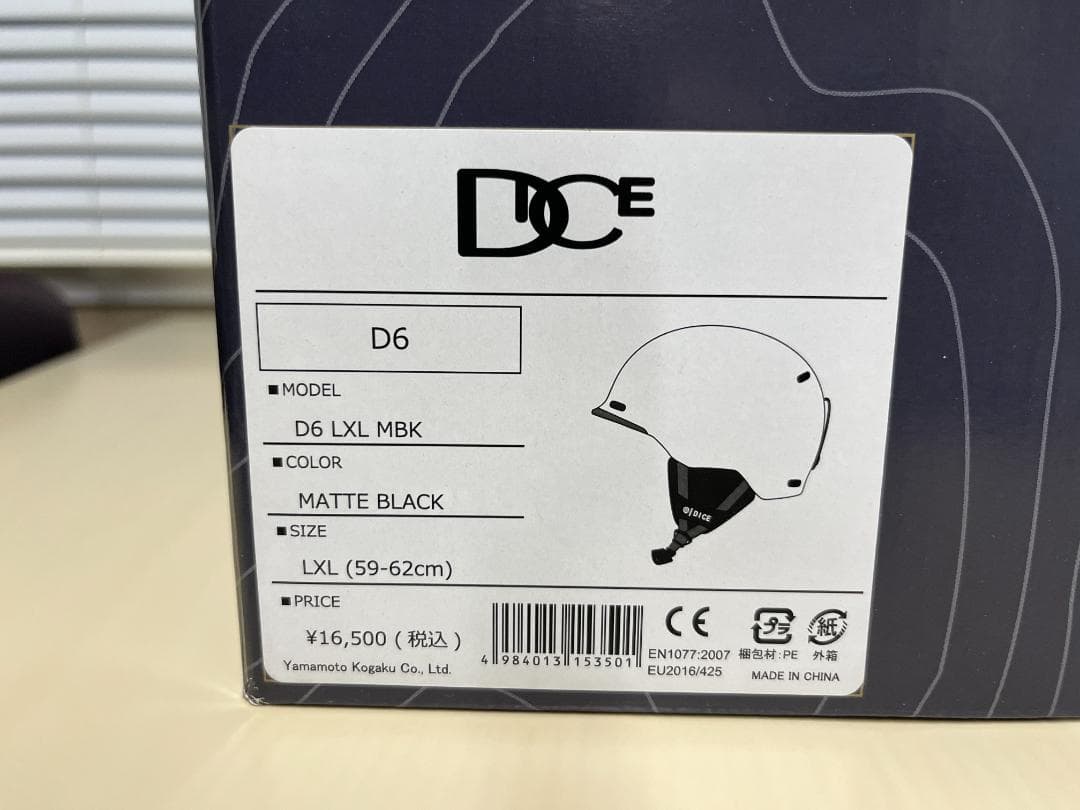 DICE
D6
■MODEL
D6 LXL MBK
■COLOR
MATTE BLACK
■SIZE
LXL (59-62cm)
■PRICE
¥16,500 ( 税込 )
Yamamoto Kogaku Co., Ltd.
DICE
4 984013 153501
CE
EN1077:2007
EU2016/425
プラ
梱包材:PE
紙
外箱
MADE IN CHINA